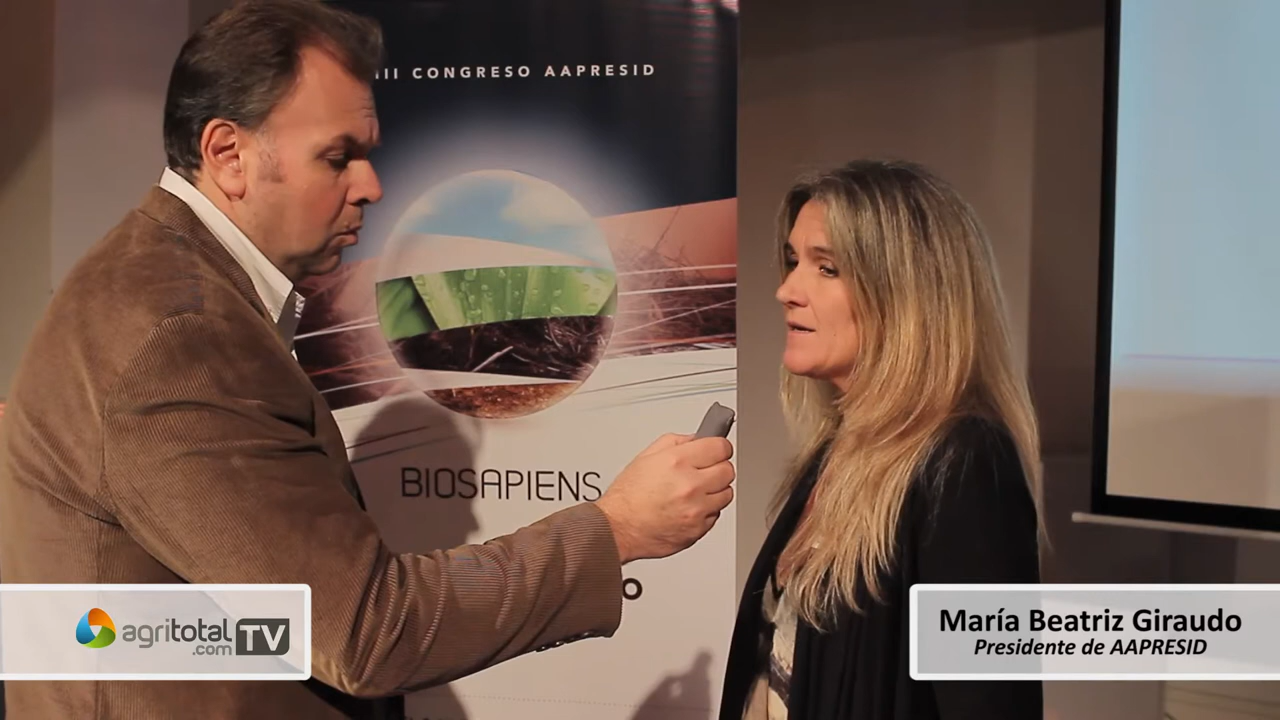 III CONGRESO AAPRESID
BIOSAPIENS
agritotal
.com
TV
María Beatriz Giraudo
Presidente de AAPRESID